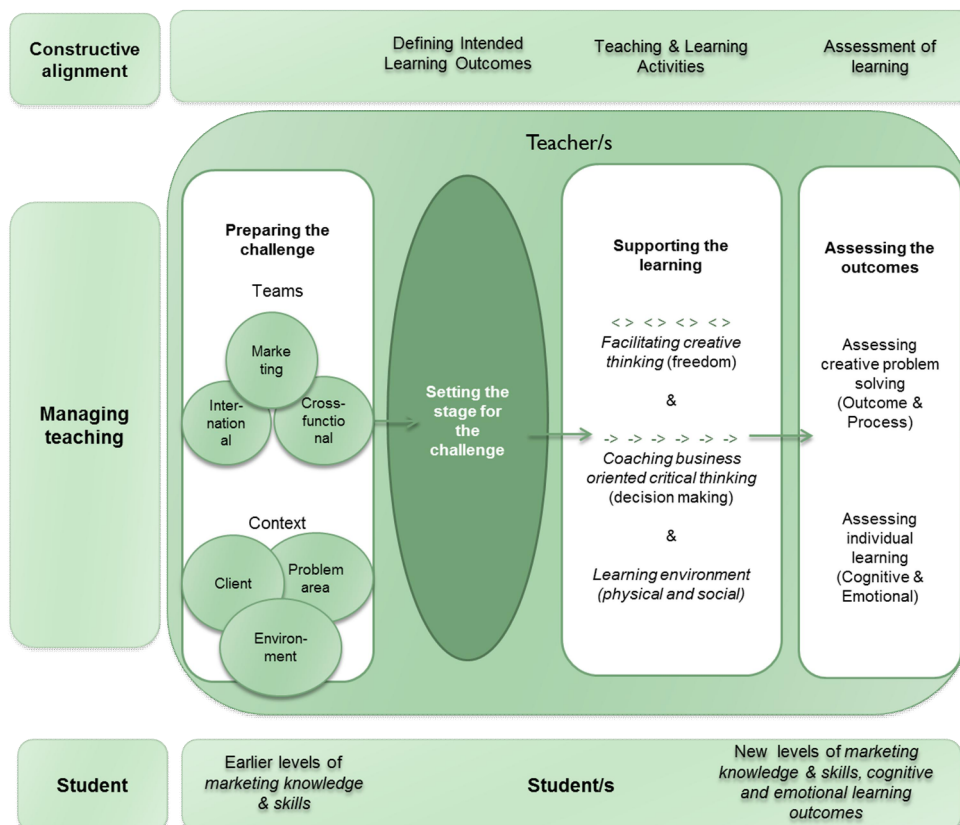 Constructive
alignment
Defining Intended
Learning Outcomes
Teaching & Learning
Activities
Assessment of
learning
Teacher/s
Managing
teaching
Preparing the
challenge
Teams
Marke
ting
Inter-
nation
al
Cross-
functio
nal
Context
Client
Problem
area
Environ-
ment
Setting the
stage for
the
challenge
Supporting the
learning
<> <> <> <>
Facilitating creative
thinking (freedom)
&
-> -> -> -> -> ->
Coaching business
oriented critical thinking
(decision making)
&
Learning environment
(physical and social)
Assessing the
outcomes
Assessing
creative problem
solving
(Outcome &
Process)
Assessing
individual
learning
(Cognitive &
Emotional)
Student
Earlier levels of
marketing knowledge
& skills
Student/s
New levels of marketing
knowledge & skills, cognitive
and emotional learning
outcomes